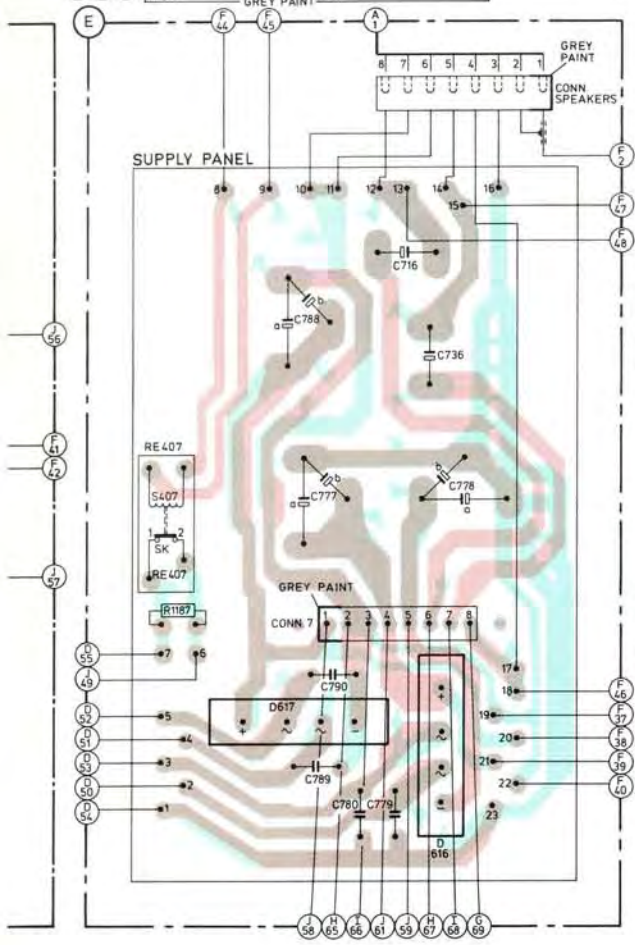 GREY PAINT
E
F 44
F 45
A 1
8 7 6 5 4 3 2 1
GREY PAINT
CONN SPEAKERS
F 2
SUPPLY PANEL
8 9 10 11 12 13 14 16
15
F 47
F 48
C716
b
a C788
J 56
C736
F 41
RE407
F 42
b
b
S407
a C777
C778
a
1 2
SK
J 57
RE407
GREY PAINT
R1187
CONN 7 1 2 3 4 5 6 7 8
D 55 7 6
J 49
17
18 F 46
C790
D617
+
D 52 5
19 F 37
+ ~ ~ −
D 51 4
~
20 F 38
D 53 3
C789
21 F 39
~
D 50 2
22 F 40
C780 C779
−
D 54 1
23
D 616
J 58
H 65
I 66
J 61
J 59
H 67
I 68
G 69